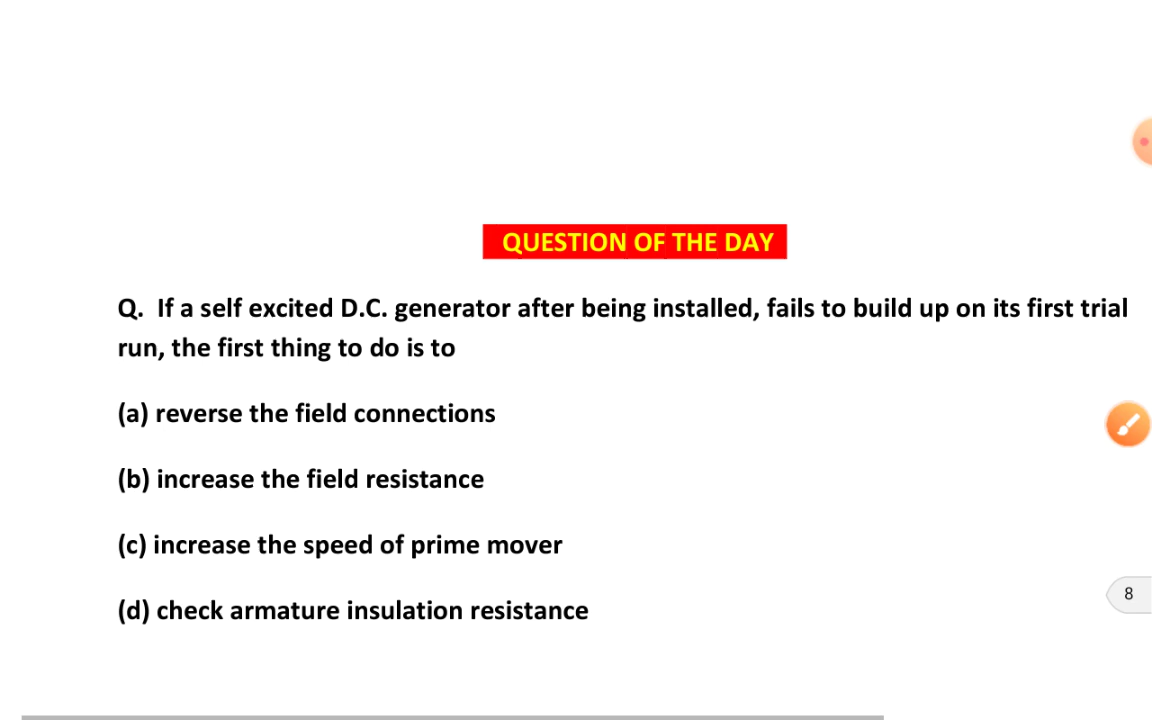 QUESTION OF THE DAY
Q. If a self excited D.C. generator after being installed, fails to build up on its first trial
run, the first thing to do is to
(a) reverse the field connections
(b) increase the field resistance
(c) increase the speed of prime mover
(d) check armature insulation resistance
8